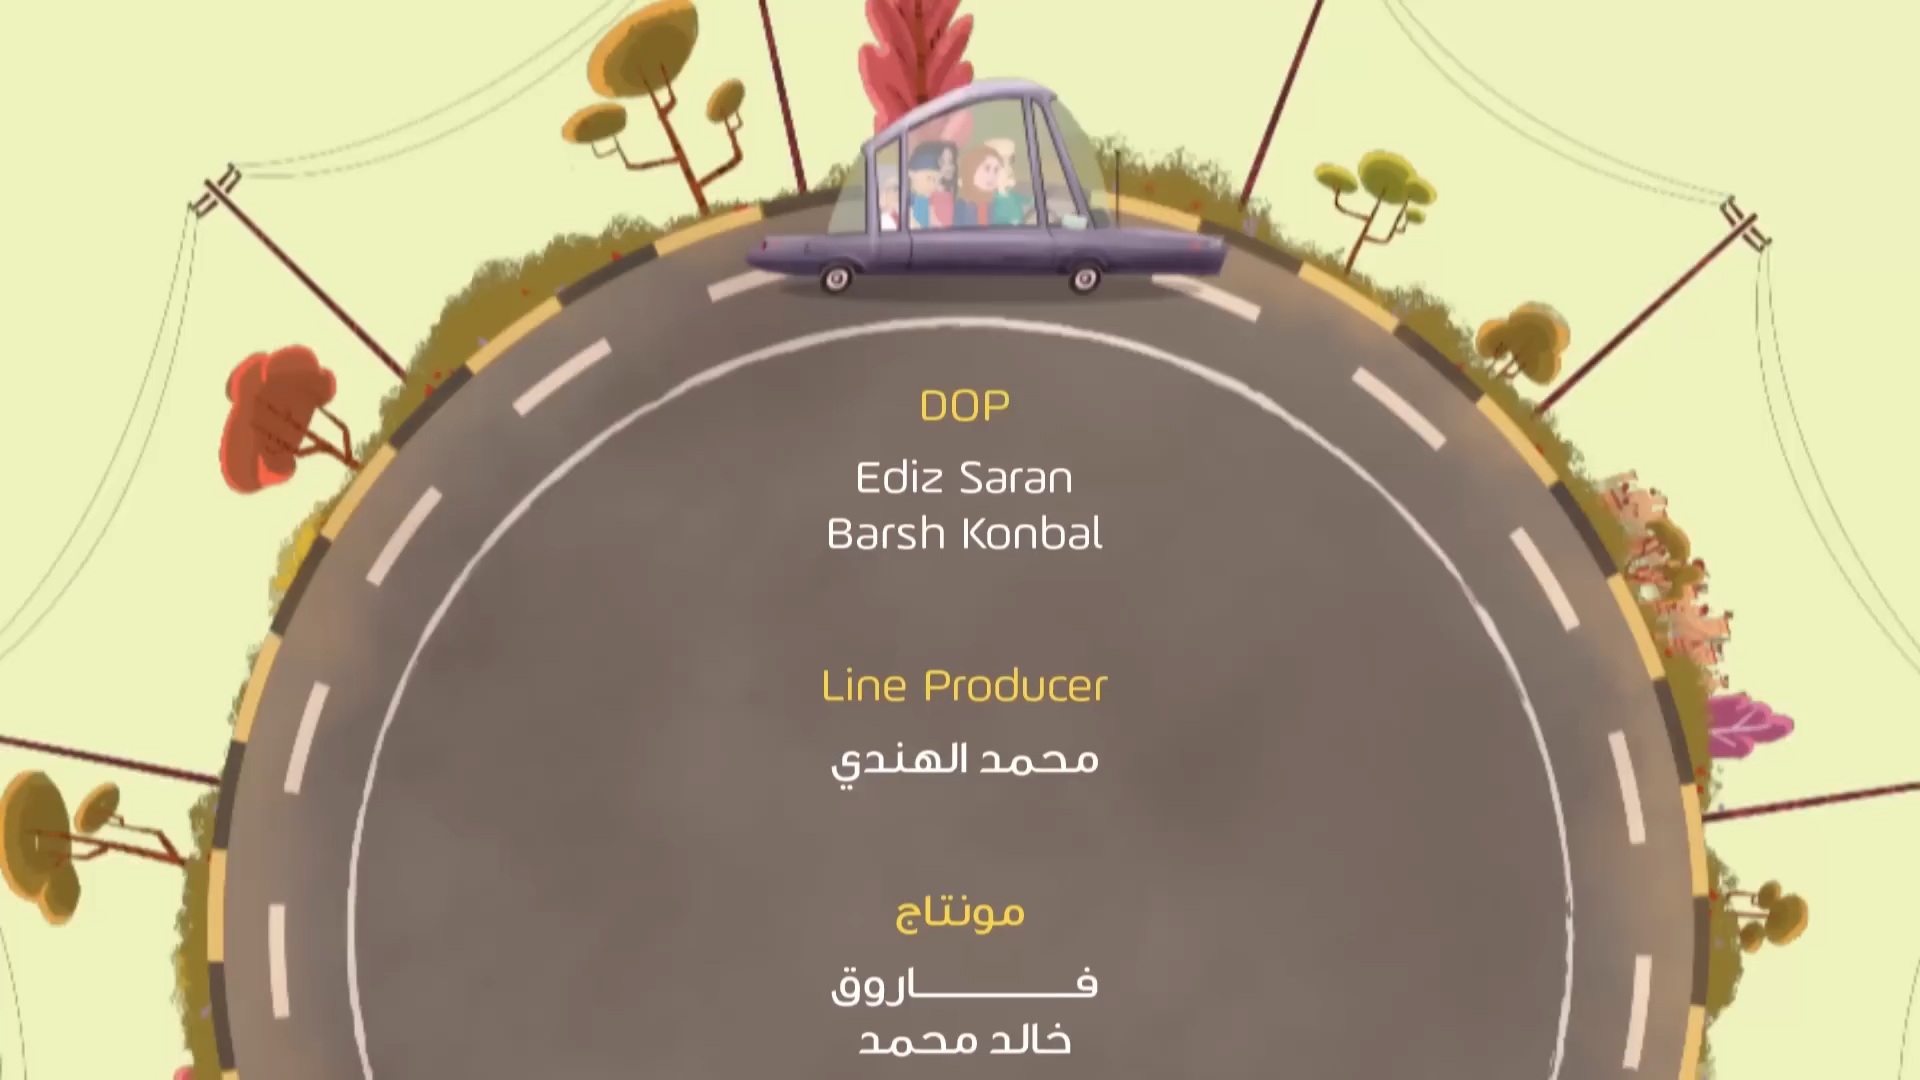 DOP
Ediz Saran
Barsh Konbal
Line Producer
محمد الهندي
مونتاج
فـــــــــاروق
خالد محمد